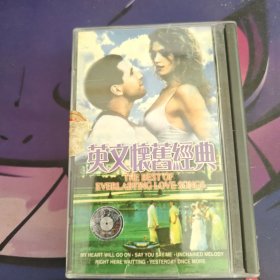 英文懷舊經典
THE BEST OF
EVERLASTING LOVE SONGS
MY HEART WILL GO ON · SAY YOU SAY ME · UNCHAINED MELODY
RIGHT HERE WAITTING · YESTERDAY ONCE MORE